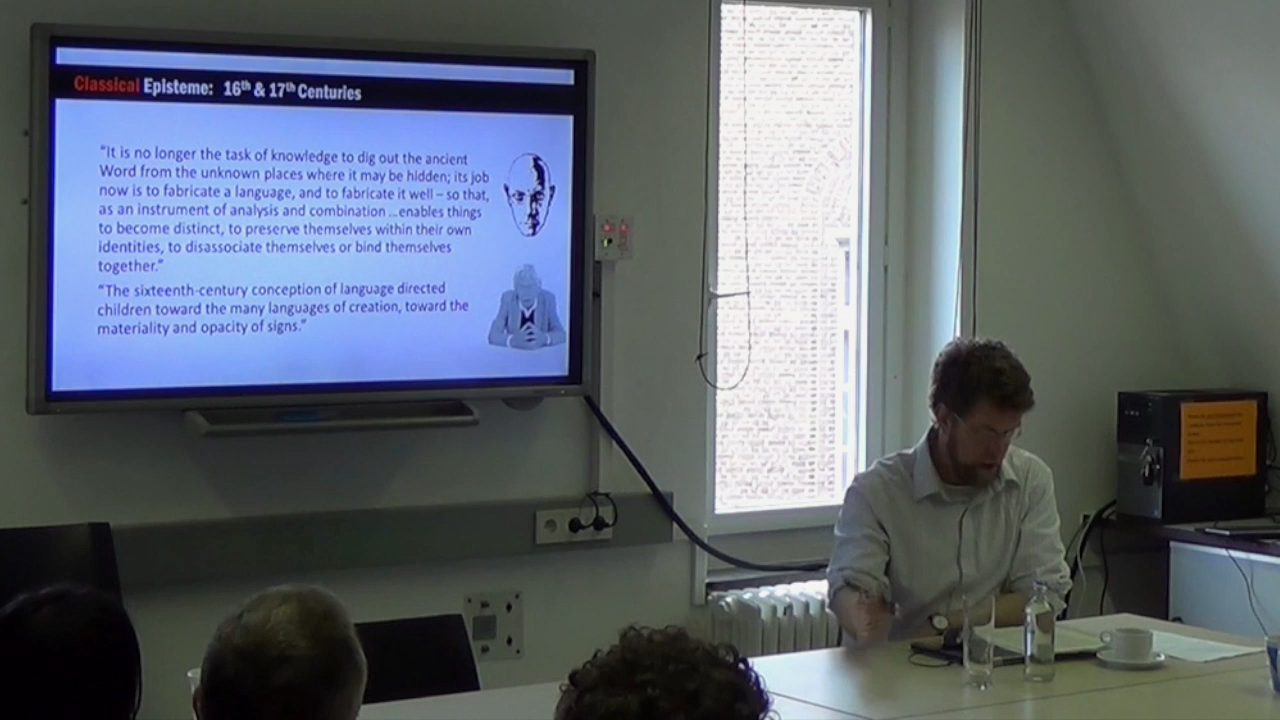 Classical Episteme: 16th & 17th Centuries
"It is no longer the task of knowledge to dig out the ancient
Word from the unknown places where it may be hidden; its job
now is to fabricate a language, and to fabricate it well – so that,
as an instrument of analysis and combination ...enables things
to become distinct, to preserve themselves within their own
identities, to disassociate themselves or bind themselves
together."
"The sixteenth-century conception of language directed
children toward the many languages of creation, toward the
materiality and opacity of signs."